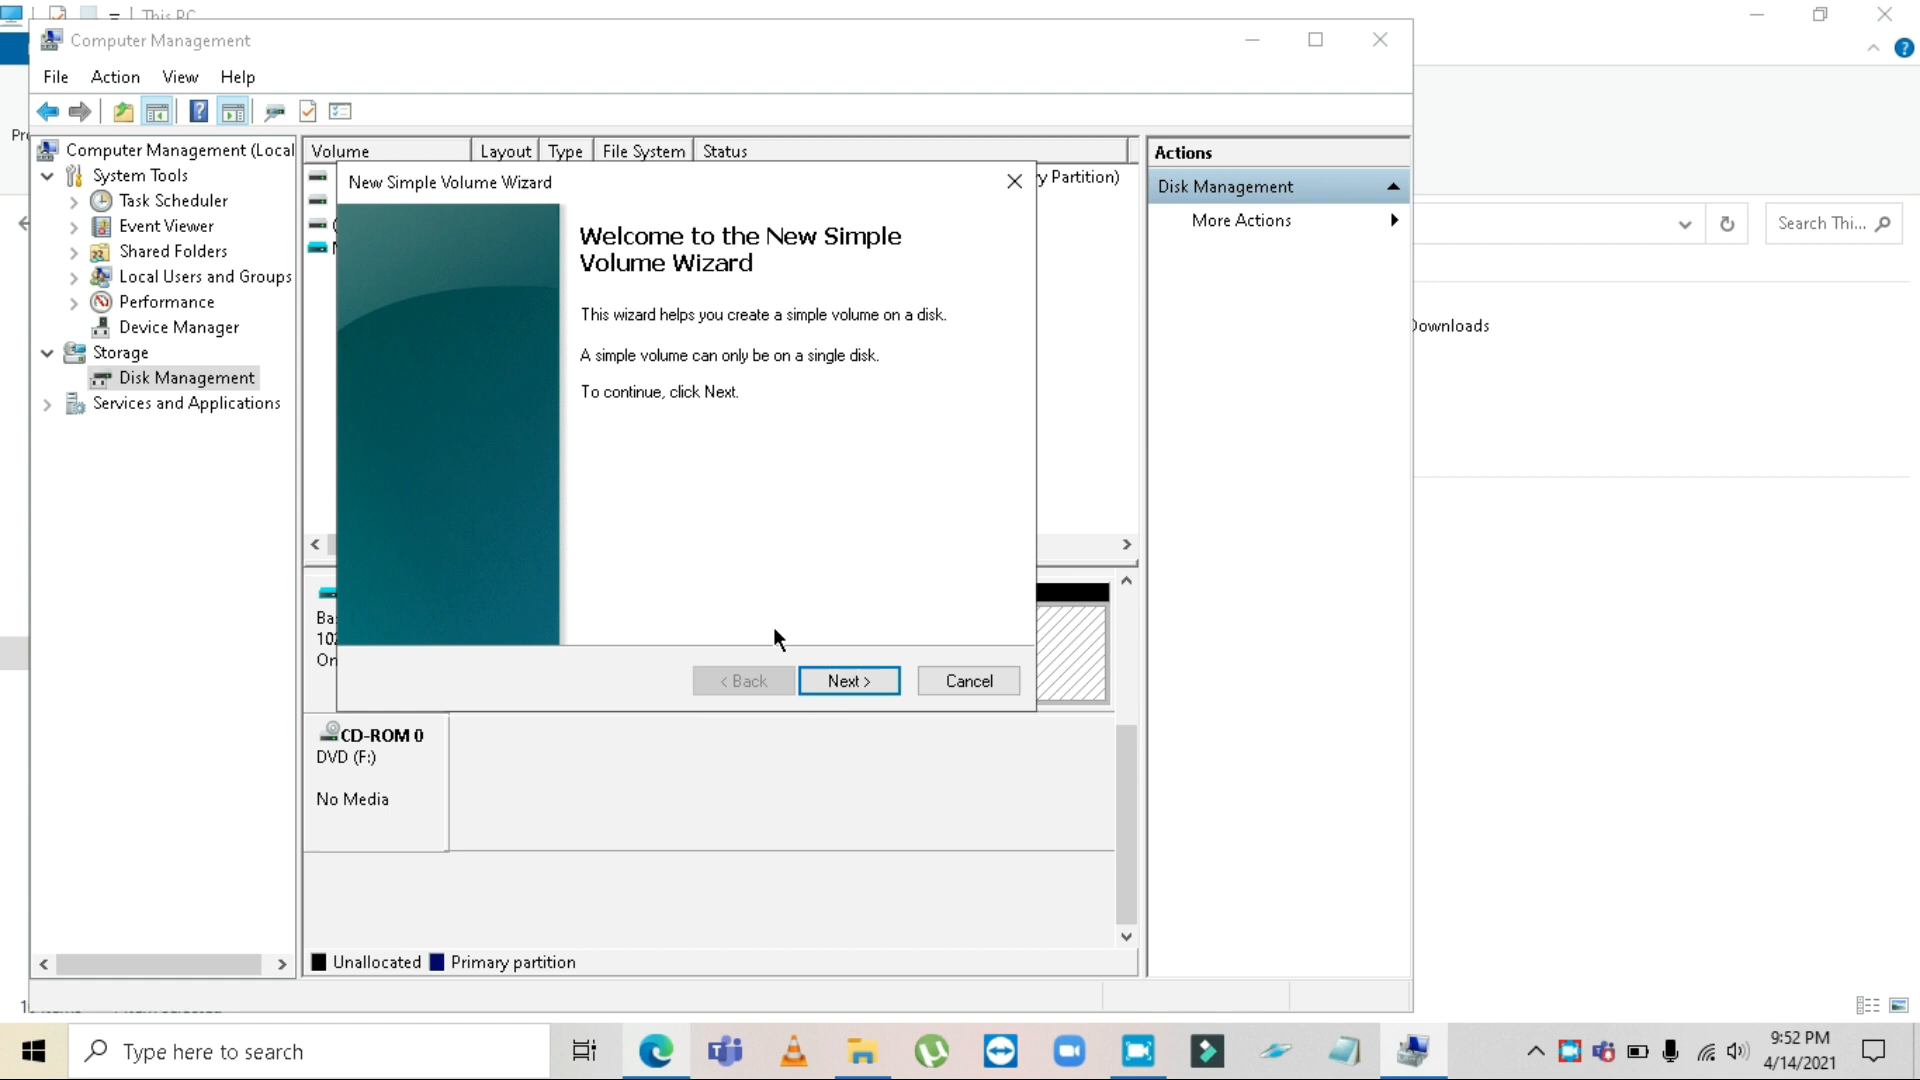 This PC
Computer Management
File Action View Help
Computer Management (Local
System Tools
Task Scheduler
Event Viewer
Shared Folders
Local Users and Groups
Performance
Device Manager
Storage
Disk Management
Services and Applications
Volume Layout Type File System Status
y Partition)
New Simple Volume Wizard
Welcome to the New Simple
Volume Wizard
This wizard helps you create a simple volume on a disk.
A simple volume can only be on a single disk.
To continue, click Next.
< Back Next > Cancel
Actions
Disk Management
More Actions
Search Thi...
Downloads
CD-ROM 0
DVD (F:)
No Media
Unallocated Primary partition
Type here to search
9:52 PM
4/14/2021